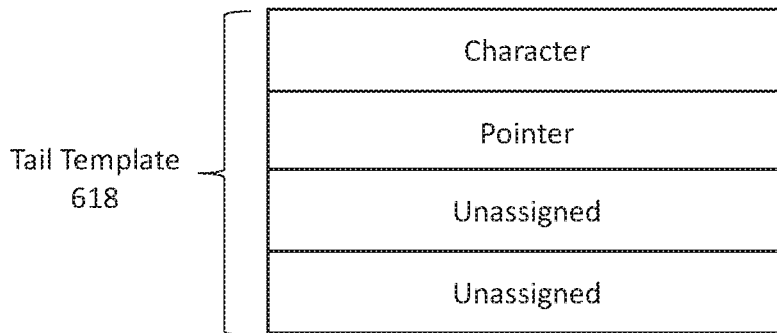 Character
Pointer
Tail Template
618
Unassigned
Unassigned